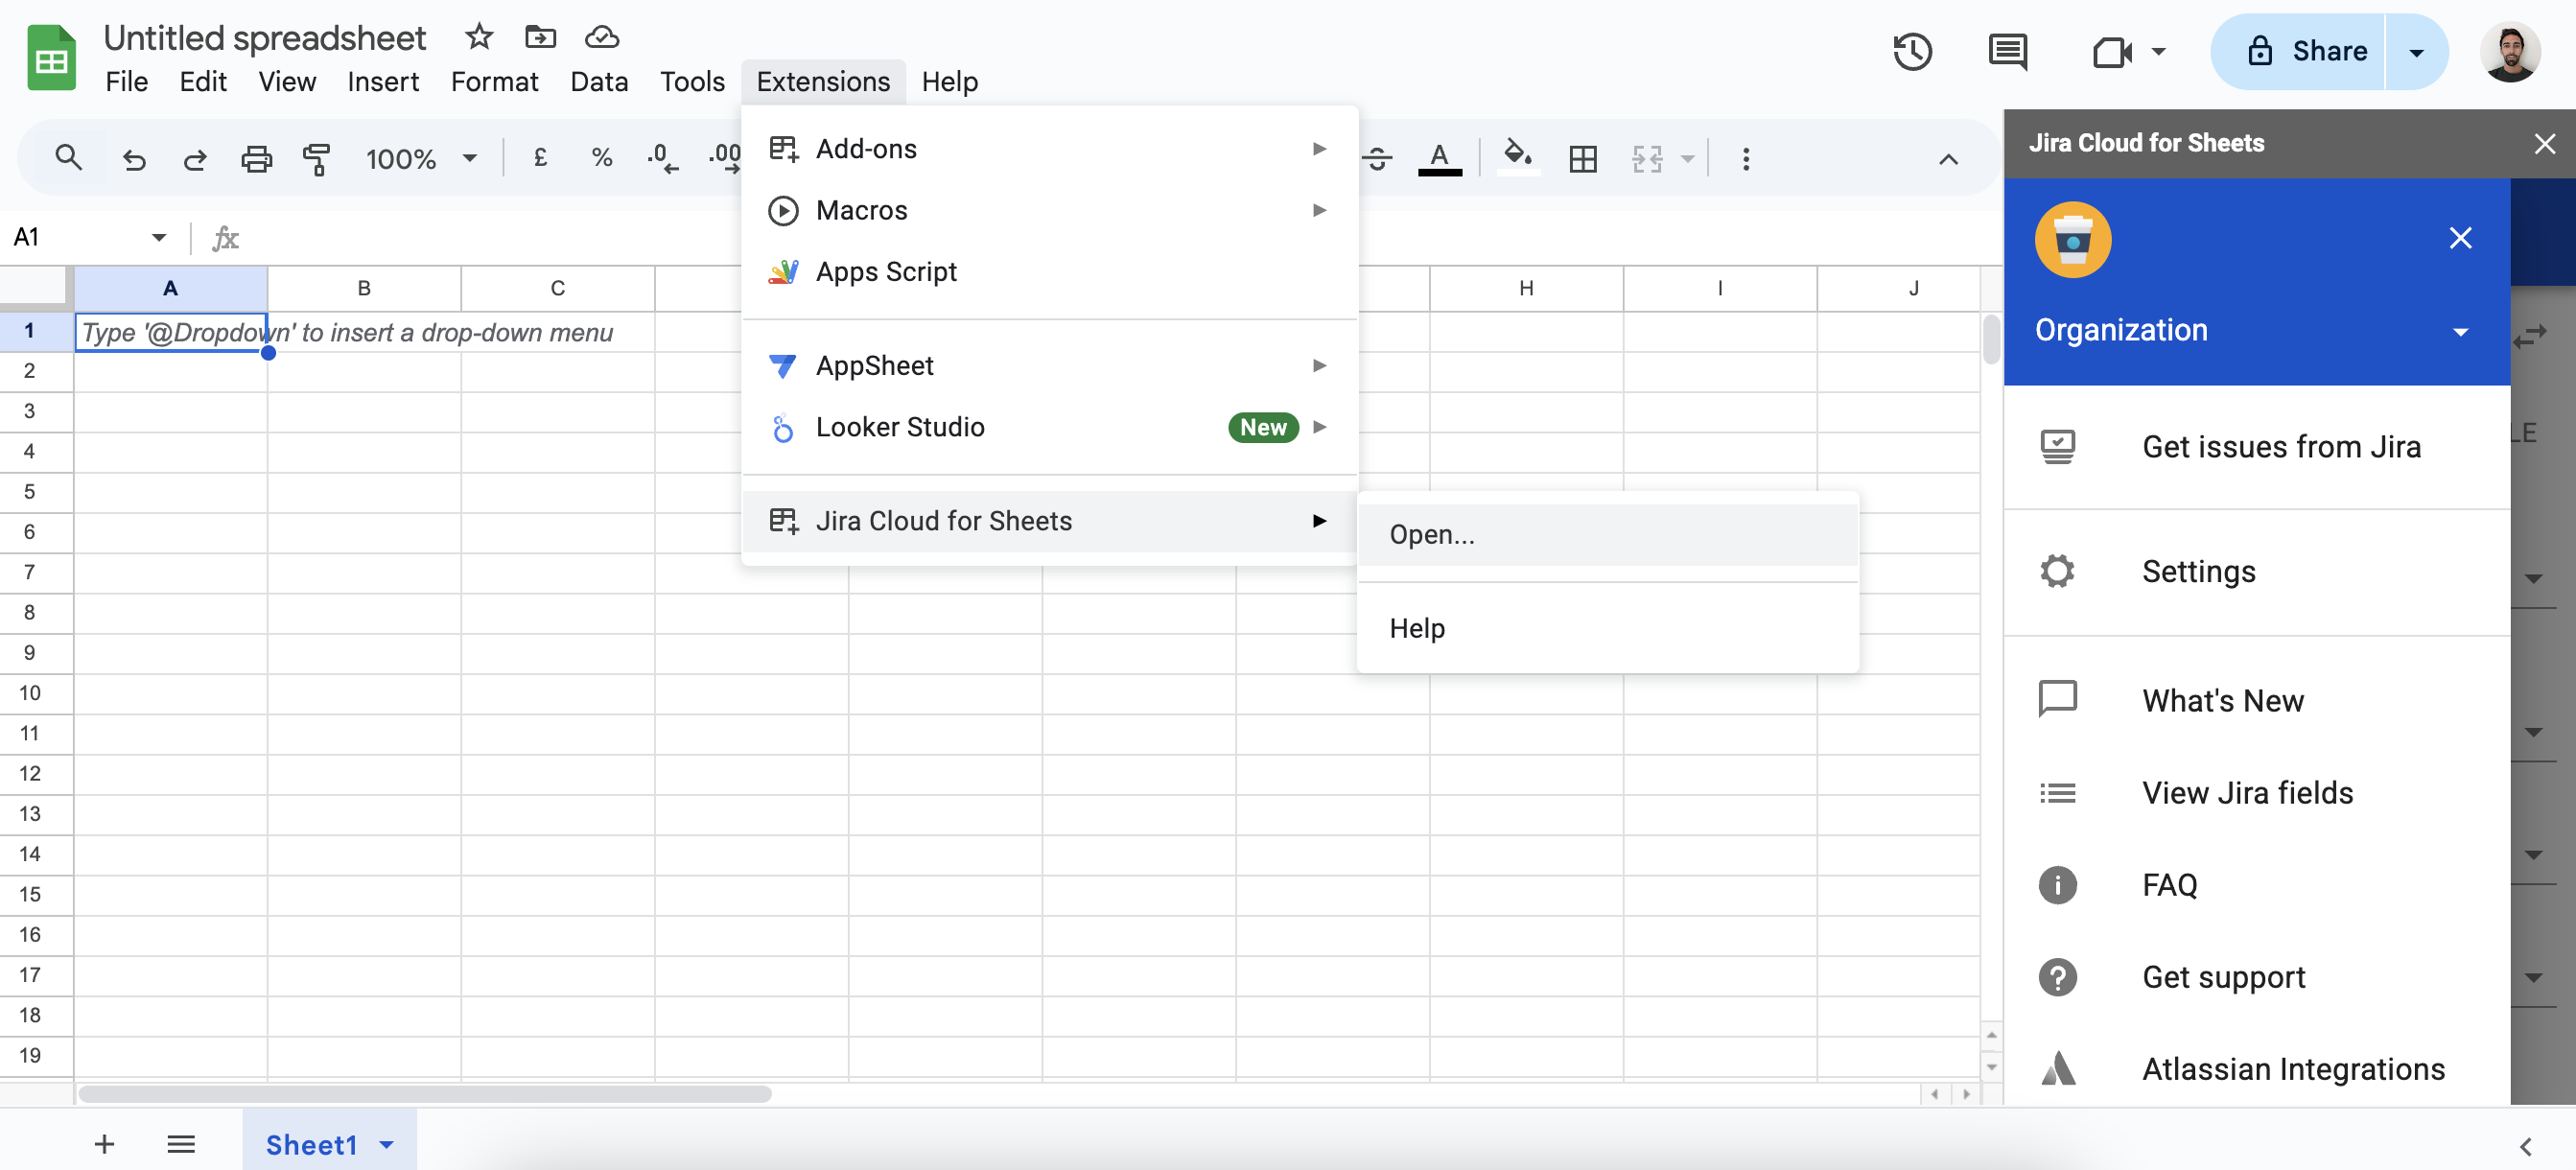 Untitled spreadsheet
File Edit View Insert Format Data Tools Extensions Help
Share
100% £ % .0 .00 A
A1 fx
A B C H I J
1 Type '@Dropdown' to insert a drop-down menu
2
3
4
5
6
7
8
9
10
11
12
13
14
15
16
17
18
19
Add-ons
Macros
Apps Script
AppSheet
Looker Studio New
Jira Cloud for Sheets
Open...
Help
Jira Cloud for Sheets
Organization
Get issues from Jira
LE
Settings
What's New
View Jira fields
FAQ
Get support
Atlassian Integrations
Sheet1